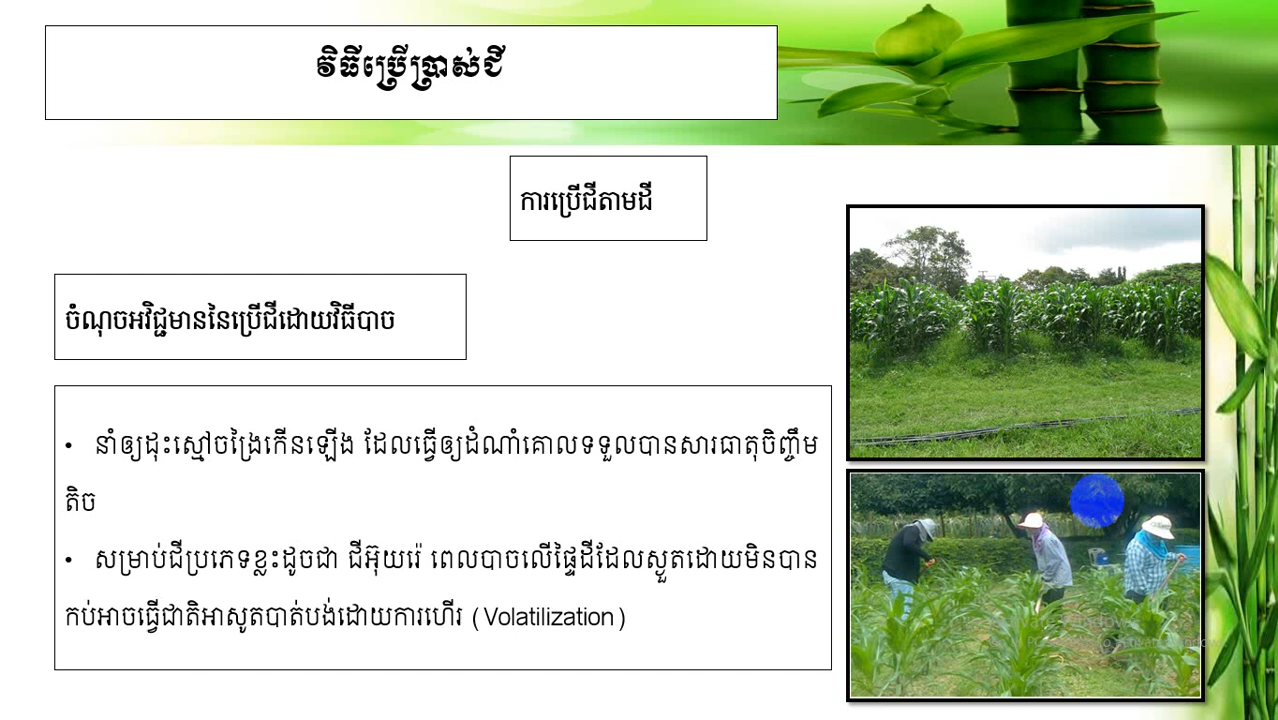 វិធីប្រើប្រាស់ជី
ការប្រើជីតាមដី
ចំណុចអវិជ្ជមាននៃប្រើជីដោយវិធីបាច
• នាំឲ្យដុះស្មៅចង្រៃកើនឡើង ដែលធ្វើឲ្យដំណាំគោលទទួលបានសារធាតុចិញ្ចឹម
តិច
• សម្រាប់ជីប្រភេទខ្លះដូចជា ជីអ៊ុយរ៉េ ពេលបាចលើផ្ទៃដីដែលស្ងួតដោយមិនបាន
កប់អាចធ្វើជាតិអាសូតបាត់បង់ដោយការហើរ (Volatilization)